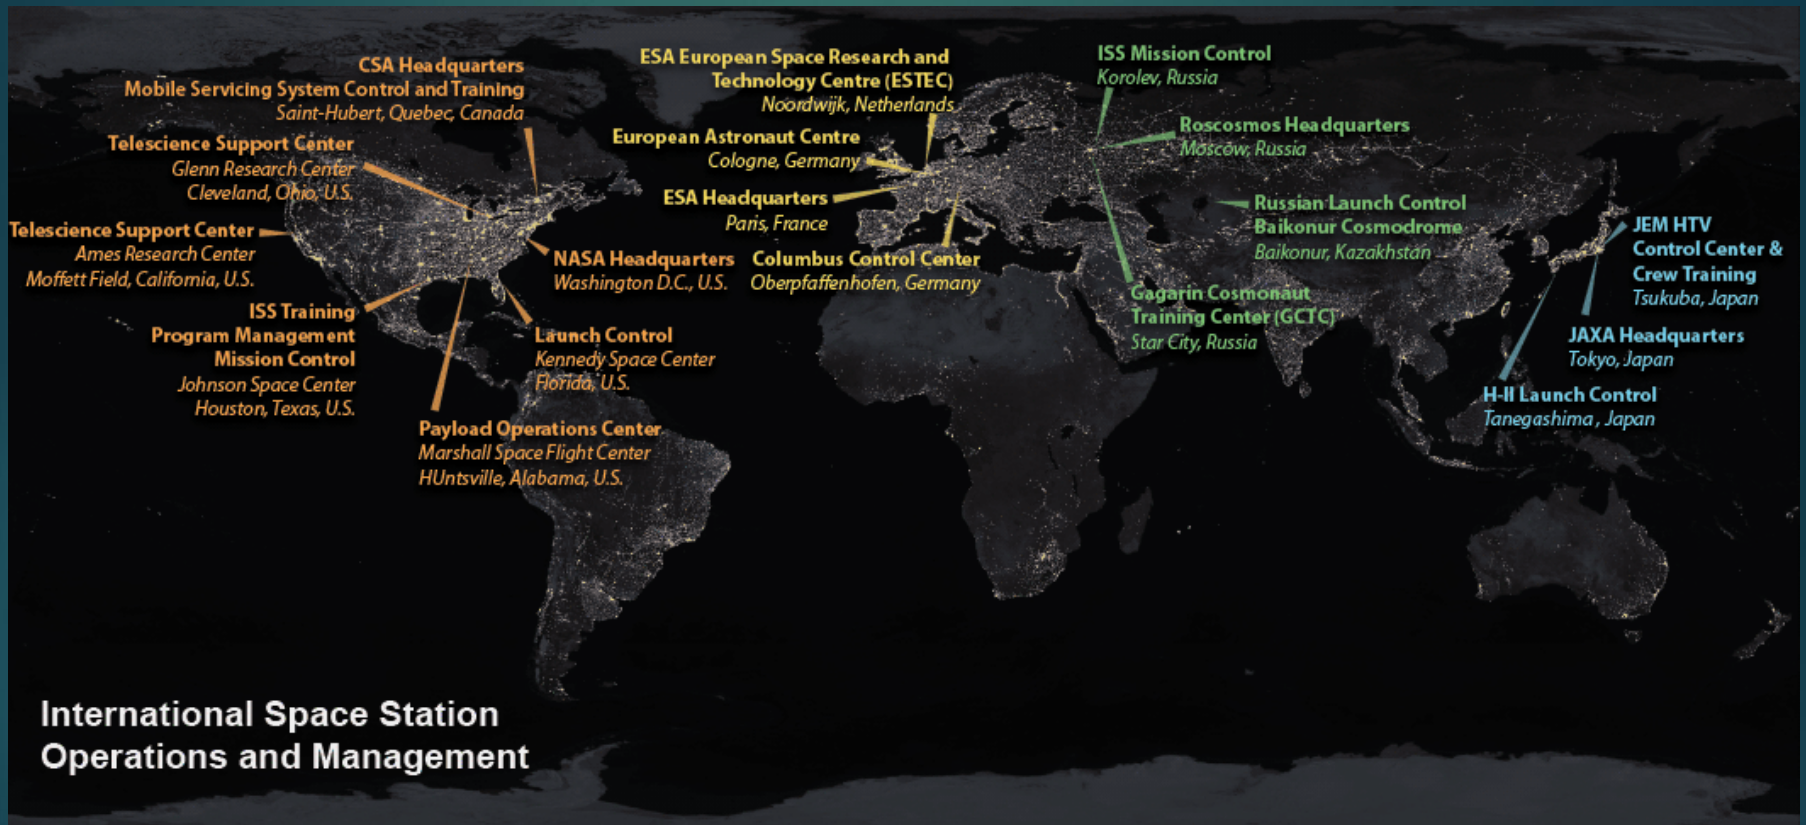 CSA Headquarters
Mobile Servicing System Control and Training
Saint-Hubert, Quebec, Canada
Telescience Support Center
Glenn Research Center
Cleveland, Ohio, U.S.
Telescience Support Center
Ames Research Center
Moffett Field, California, U.S.
ISS Training
Program Management
Mission Control
Johnson Space Center
Houston, Texas, U.S.
NASA Headquarters
Washington D.C., U.S.
Launch Control
Kennedy Space Center
Florida, U.S.
Payload Operations Center
Marshall Space Flight Center
HUntsville, Alabama, U.S.
ESA European Space Research and
Technology Centre (ESTEC)
Noordwijk, Netherlands
European Astronaut Centre
Cologne, Germany
ESA Headquarters
Paris, France
Columbus Control Center
Oberpfaffenhofen, Germany
ISS Mission Control
Korolev, Russia
Roscosmos Headquarters
Moscow, Russia
Russian Launch Control
Baikonur Cosmodrome
Baikonur, Kazakhstan
Gagarin Cosmonaut
Training Center (GCTC)
Star City, Russia
JEM HTV
Control Center &
Crew Training
Tsukuba, Japan
JAXA Headquarters
Tokyo, Japan
H-II Launch Control
Tanegashima , Japan
International Space Station
Operations and Management